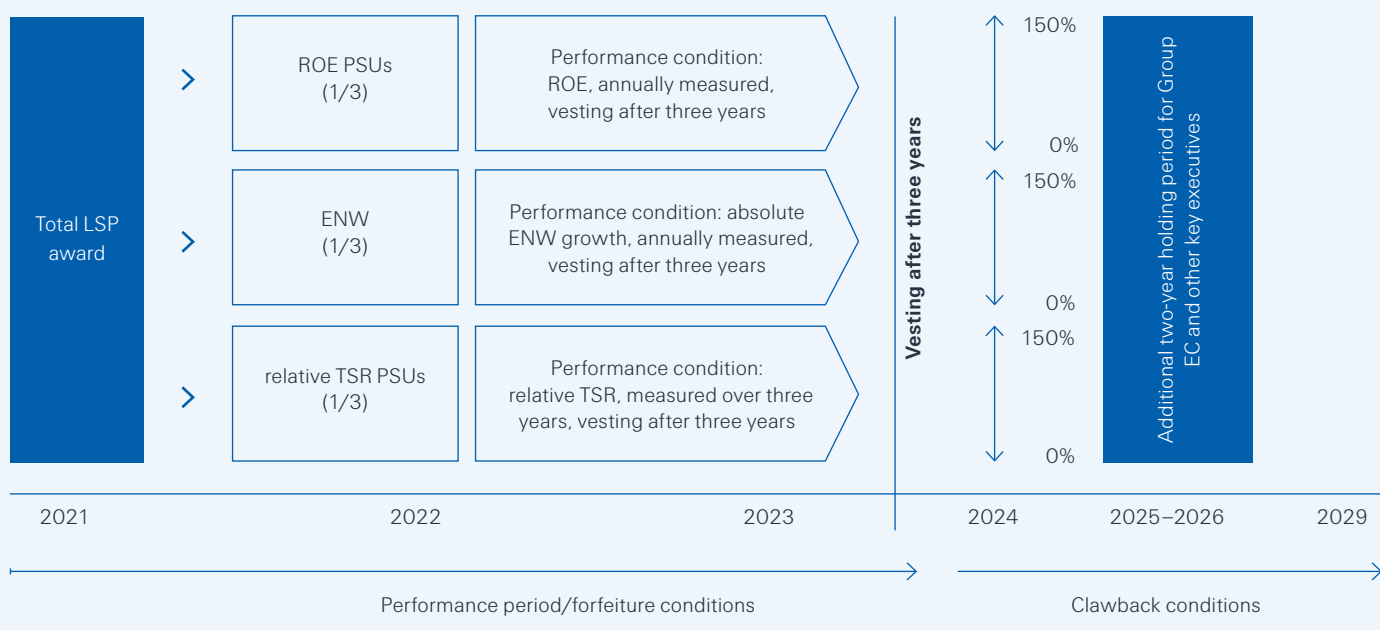 Total LSP
award
ROE PSUs
(1/3)
Performance condition:
ROE, annually measured,
vesting after three years
150%
0%
ENW
(1/3)
Performance condition: absolute
ENW growth, annually measured,
vesting after three years
150%
0%
relative TSR PSUs
(1/3)
Performance condition:
relative TSR, measured over three
years, vesting after three years
150%
0%
Vesting after three years
Additional two-year holding period for Group
EC and other key executives
2021
2022
2023
2024
2025–2026
2029
Performance period/forfeiture conditions
Clawback conditions